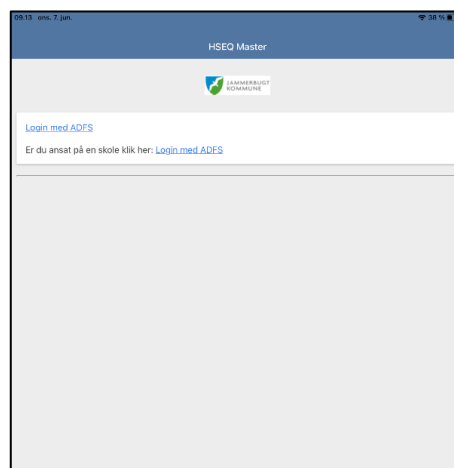 09.13 ons. 7. jun. 38 %
HSEQ Master
JAMMERBUGT
KOMMUNE
Login med ADFS
Er du ansat på en skole klik her: Login med ADFS